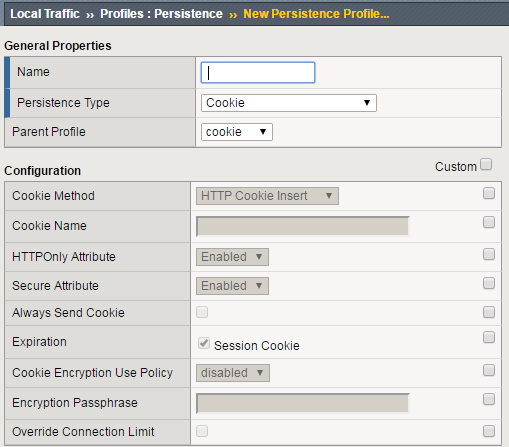 Local Traffic ›› Profiles : Persistence ›› New Persistence Profile...
General Properties
Name
Persistence Type Cookie
Parent Profile cookie
Configuration Custom
Cookie Method HTTP Cookie Insert
Cookie Name
HTTPOnly Attribute Enabled
Secure Attribute Enabled
Always Send Cookie
Expiration Session Cookie
Cookie Encryption Use Policy disabled
Encryption Passphrase
Override Connection Limit